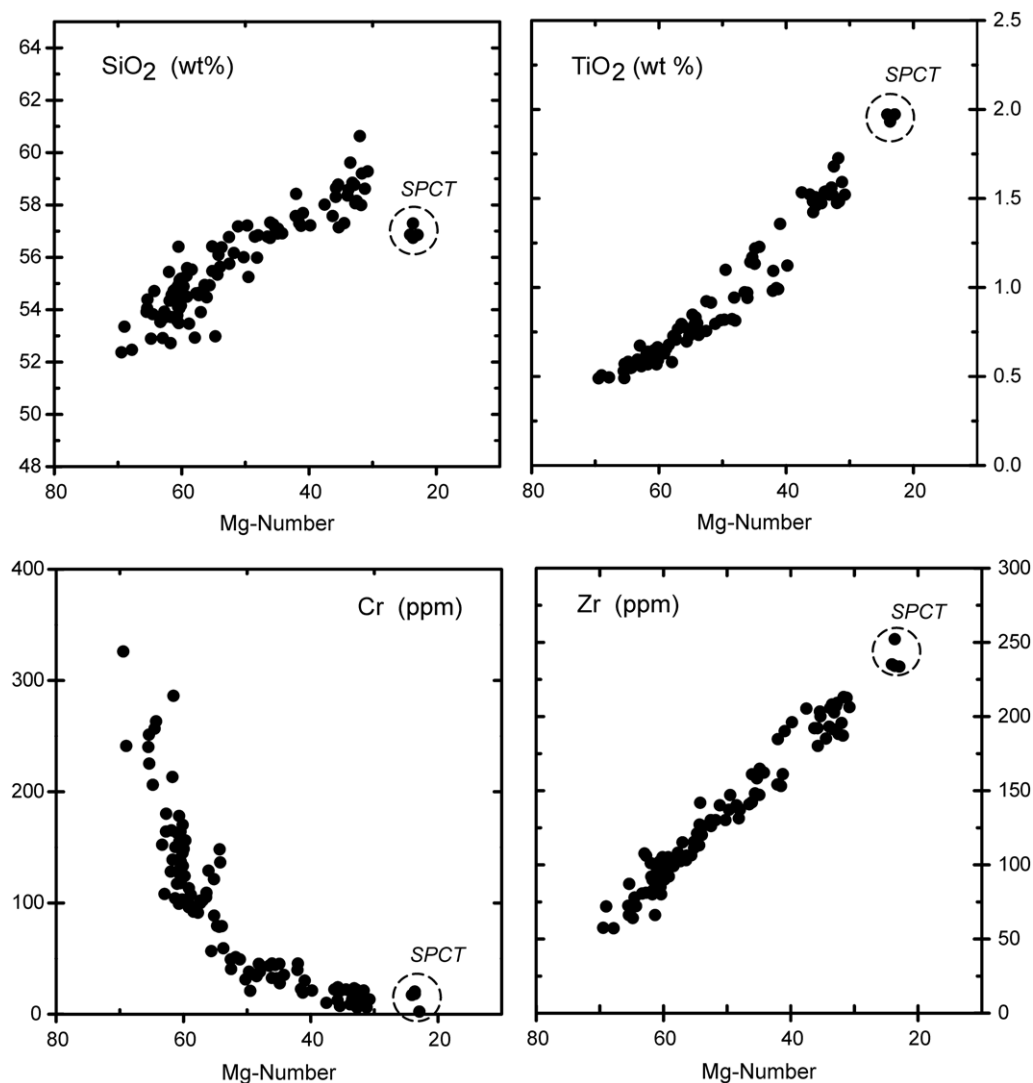 SiO2 (wt%)
64
62
60
58
56
54
52
50
48
SPCT
80 60 40 20
Mg-Number
TiO2 (wt %)
SPCT
2.5
2.0
1.5
1.0
0.5
0.0
80 60 40 20
Mg-Number
Cr (ppm)
400
300
200
100
0
SPCT
80 60 40 20
Mg-Number
Zr (ppm)
SPCT
300
250
200
150
100
50
0
80 60 40 20
Mg-Number